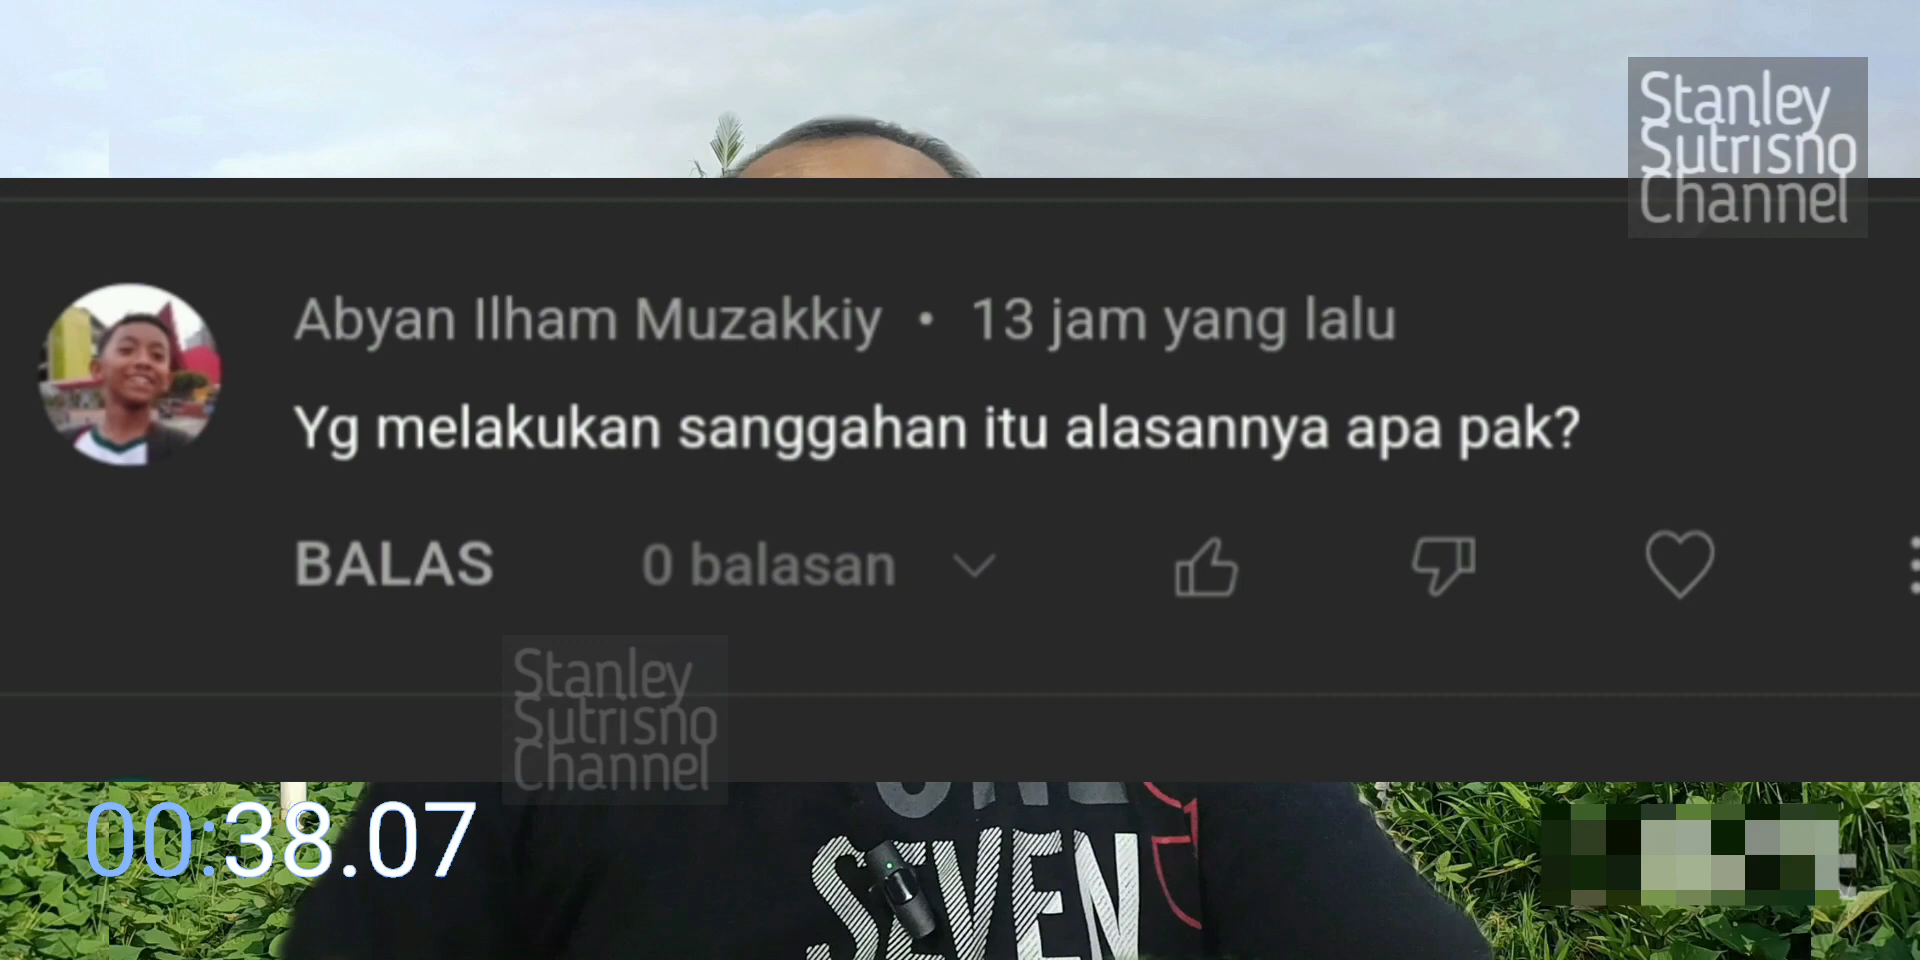 Stanley
Sutrisno
Channel
Abyan Ilham Muzakkiy • 13 jam yang lalu
Yg melakukan sanggahan itu alasannya apa pak?
BALAS 0 balasan
Stanley
Sutrisno
Channel
00:38.07
SEVEN